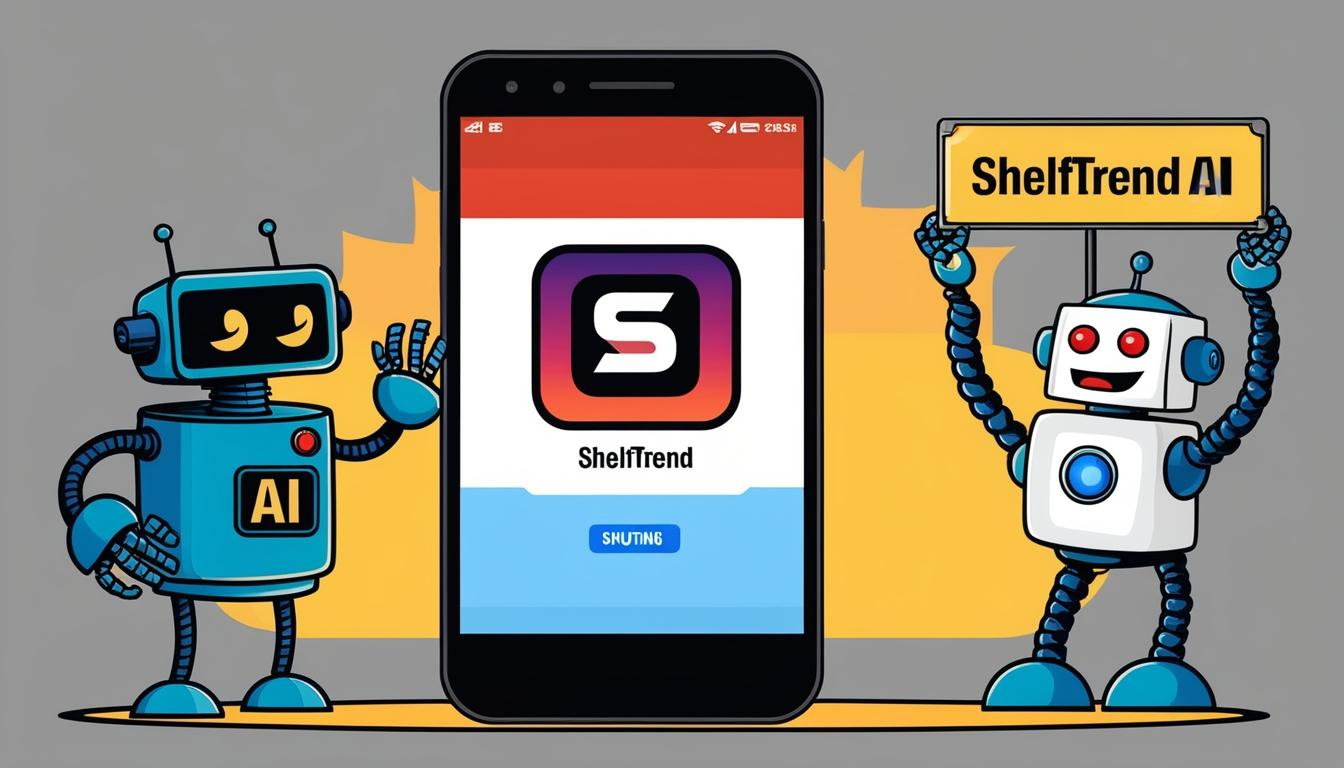 ShelfTrend AI
S
ShelfTrend
AI
SHUTING